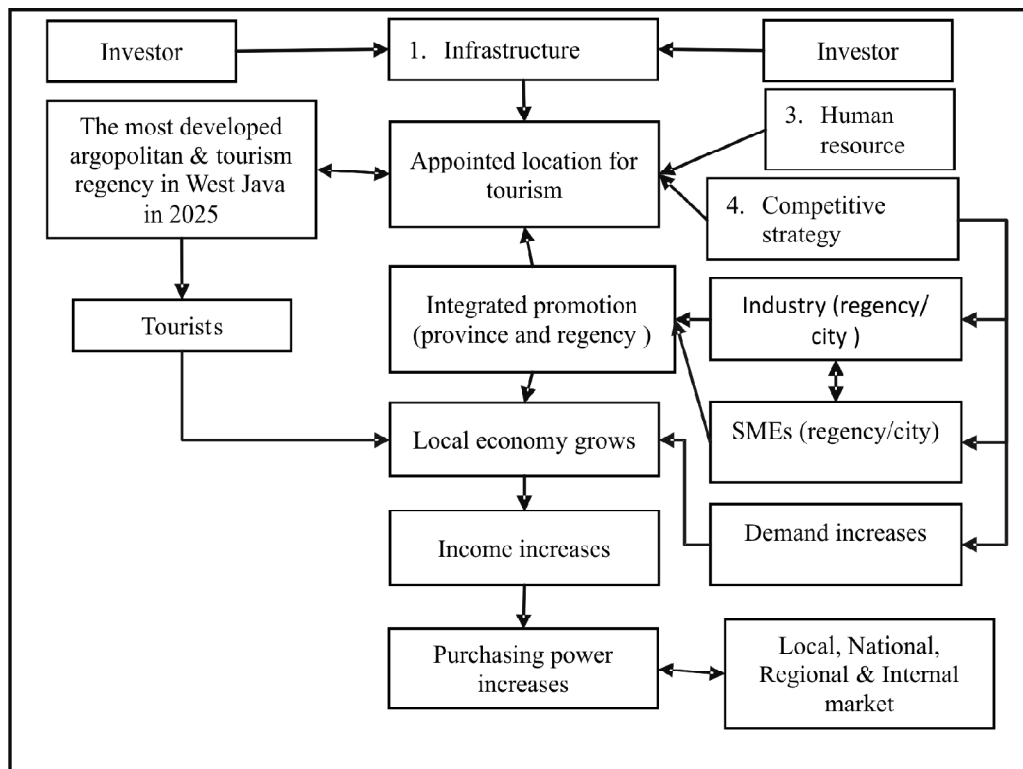 Investor
1. Infrastructure
Investor
The most developed
argopolitan & tourism
regency in West Java
in 2025
Appointed location for
tourism
3. Human
resource
4. Competitive
strategy
Tourists
Integrated promotion
(province and regency )
Industry (regency/
city )
Local economy grows
SMEs (regency/city)
Income increases
Demand increases
Purchasing power
increases
Local, National,
Regional & Internal
market